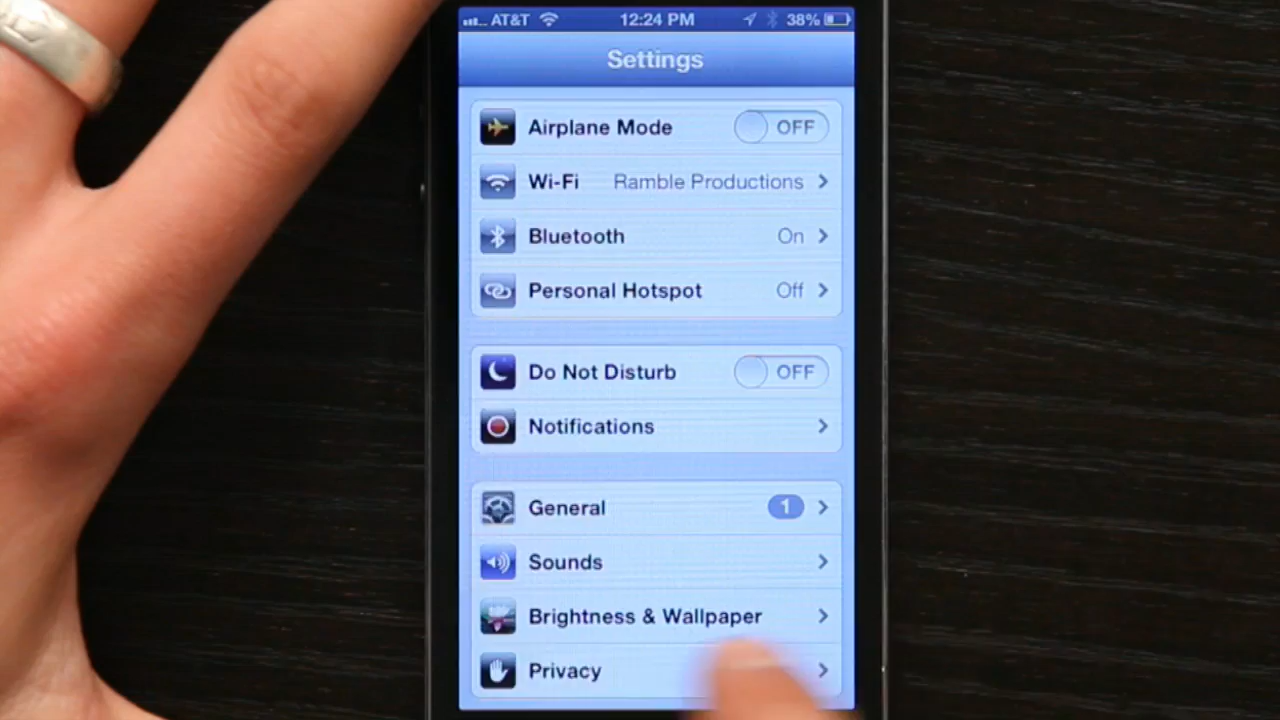 AT&T 12:24 PM 38%
Settings
Airplane Mode OFF
Wi-Fi Ramble Productions
Bluetooth On
Personal Hotspot Off
Do Not Disturb OFF
Notifications
General 1
Sounds
Brightness & Wallpaper
Privacy